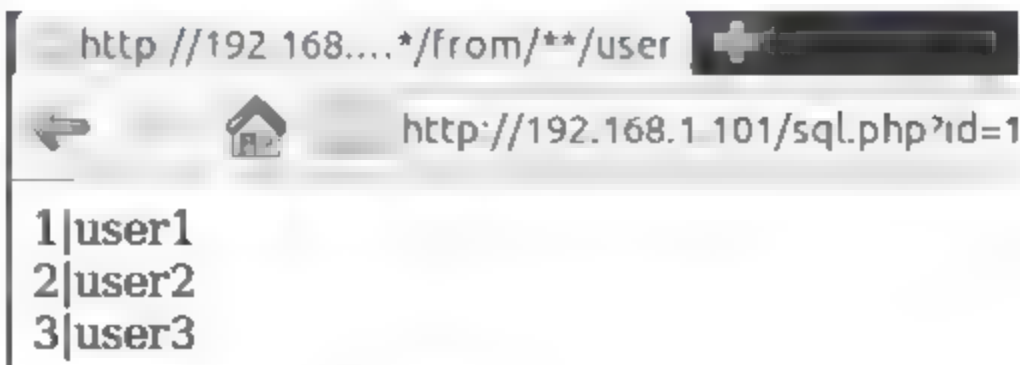 http //192 168....*/from/**/user
http://192.168.1 101/sql.php?id=1
1|user1
2|user2
3|user3